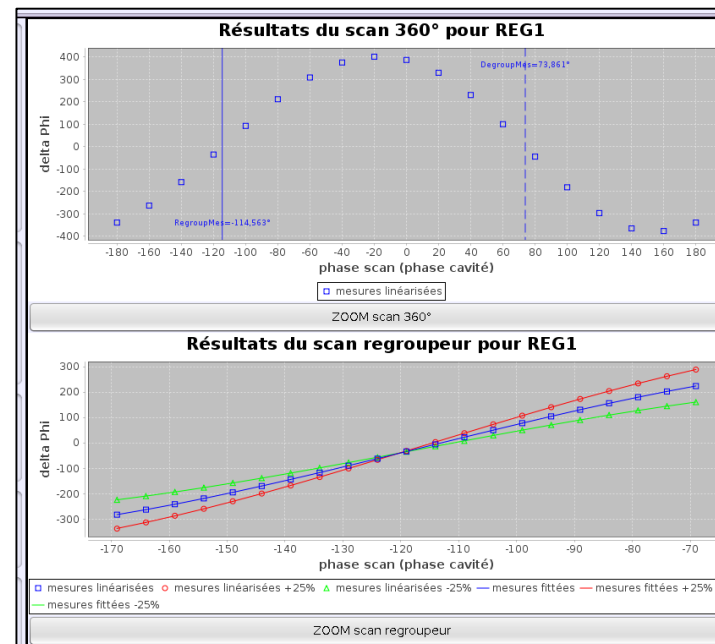 Résultats du scan 360° pour REG1
400
300
200
100
0
-100
-200
-300
-400
delta Phi
DegroupMes=73,861°
RegroupMes=-114,563°
-180 -160 -140 -120 -100 -80 -60 -40 -20 0 20 40 60 80 100 120 140 160 180
phase scan (phase cavité)
mesures linéarisées
ZOOM scan 360°
Résultats du scan regroupeur pour REG1
300
200
100
0
-100
-200
-300
delta Phi
-170 -160 -150 -140 -130 -120 -110 -100 -90 -80 -70
phase scan (phase cavité)
mesures linéarisées mesures linéarisées +25% mesures linéarisées -25% mesures fittées mesures fittées +25%
mesures fittées -25%
ZOOM scan regroupeur